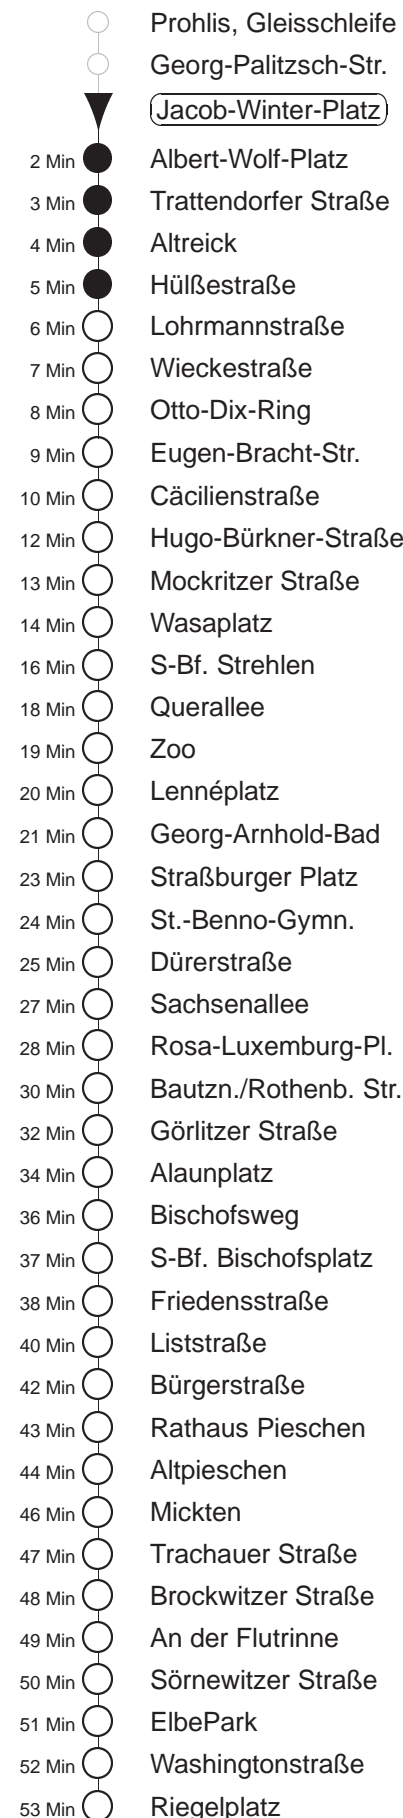 Prohlis, Gleisschleife
Georg-Palitzsch-Str.
Jacob-Winter-Platz
2 Min Albert-Wolf-Platz
3 Min Trattendorfer Straße
4 Min Altreick
5 Min Hülßestraße
6 Min Lohrmannstraße
7 Min Wieckestraße
8 Min Otto-Dix-Ring
9 Min Eugen-Bracht-Str.
10 Min Cäcilienstraße
12 Min Hugo-Bürkner-Straße
13 Min Mockritzer Straße
14 Min Wasaplatz
16 Min S-Bf. Strehlen
18 Min Querallee
19 Min Zoo
20 Min Lennéplatz
21 Min Georg-Arnhold-Bad
23 Min Straßburger Platz
24 Min St.-Benno-Gymn.
25 Min Dürerstraße
27 Min Sachsenallee
28 Min Rosa-Luxemburg-Pl.
30 Min Bautzn./Rothenb. Str.
32 Min Görlitzer Straße
34 Min Alaunplatz
36 Min Bischofsweg
37 Min S-Bf. Bischofsplatz
38 Min Friedensstraße
40 Min Liststraße
42 Min Bürgerstraße
43 Min Rathaus Pieschen
44 Min Altpieschen
46 Min Mickten
47 Min Trachauer Straße
48 Min Brockwitzer Straße
49 Min An der Flutrinne
50 Min Sörnewitzer Straße
51 Min ElbePark
52 Min Washingtonstraße
53 Min Riegelplatz